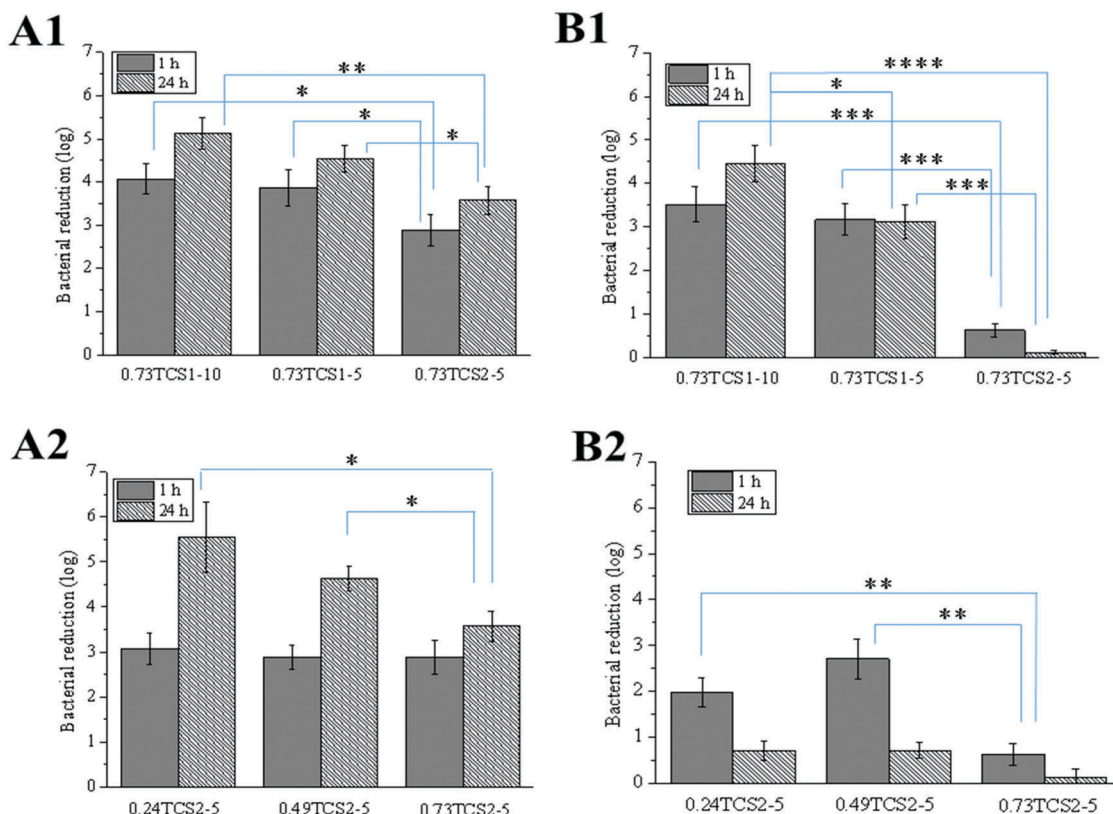 A1
7
6
5
4
3
2
1
0
Bacterial reduction (log)
1 h
24 h
**
*
*
*
0.73TCS1-10 0.73TCS1-5 0.73TCS2-5
B1
7
6
5
4
3
2
1
0
Bacterial reduction (log)
1 h
24 h
****
*
***
***
***
0.73TCS1-10 0.73TCS1-5 0.73TCS2-5
A2
7
6
5
4
3
2
1
0
Bacterial reduction (log)
1 h
24 h
*
*
0.24TCS2-5 0.49TCS2-5 0.73TCS2-5
B2
7
6
5
4
3
2
1
0
Bacterial reduction (log)
1 h
24 h
**
**
0.24TCS2-5 0.49TCS2-5 0.73TCS2-5